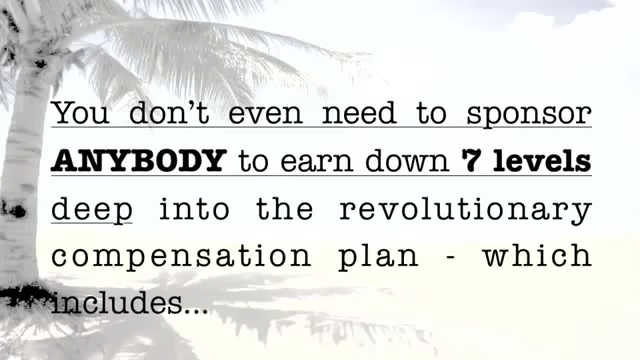 You don't even need to sponsor
ANYBODY to earn down 7 levels
deep into the revolutionary
compensation plan - which
includes...